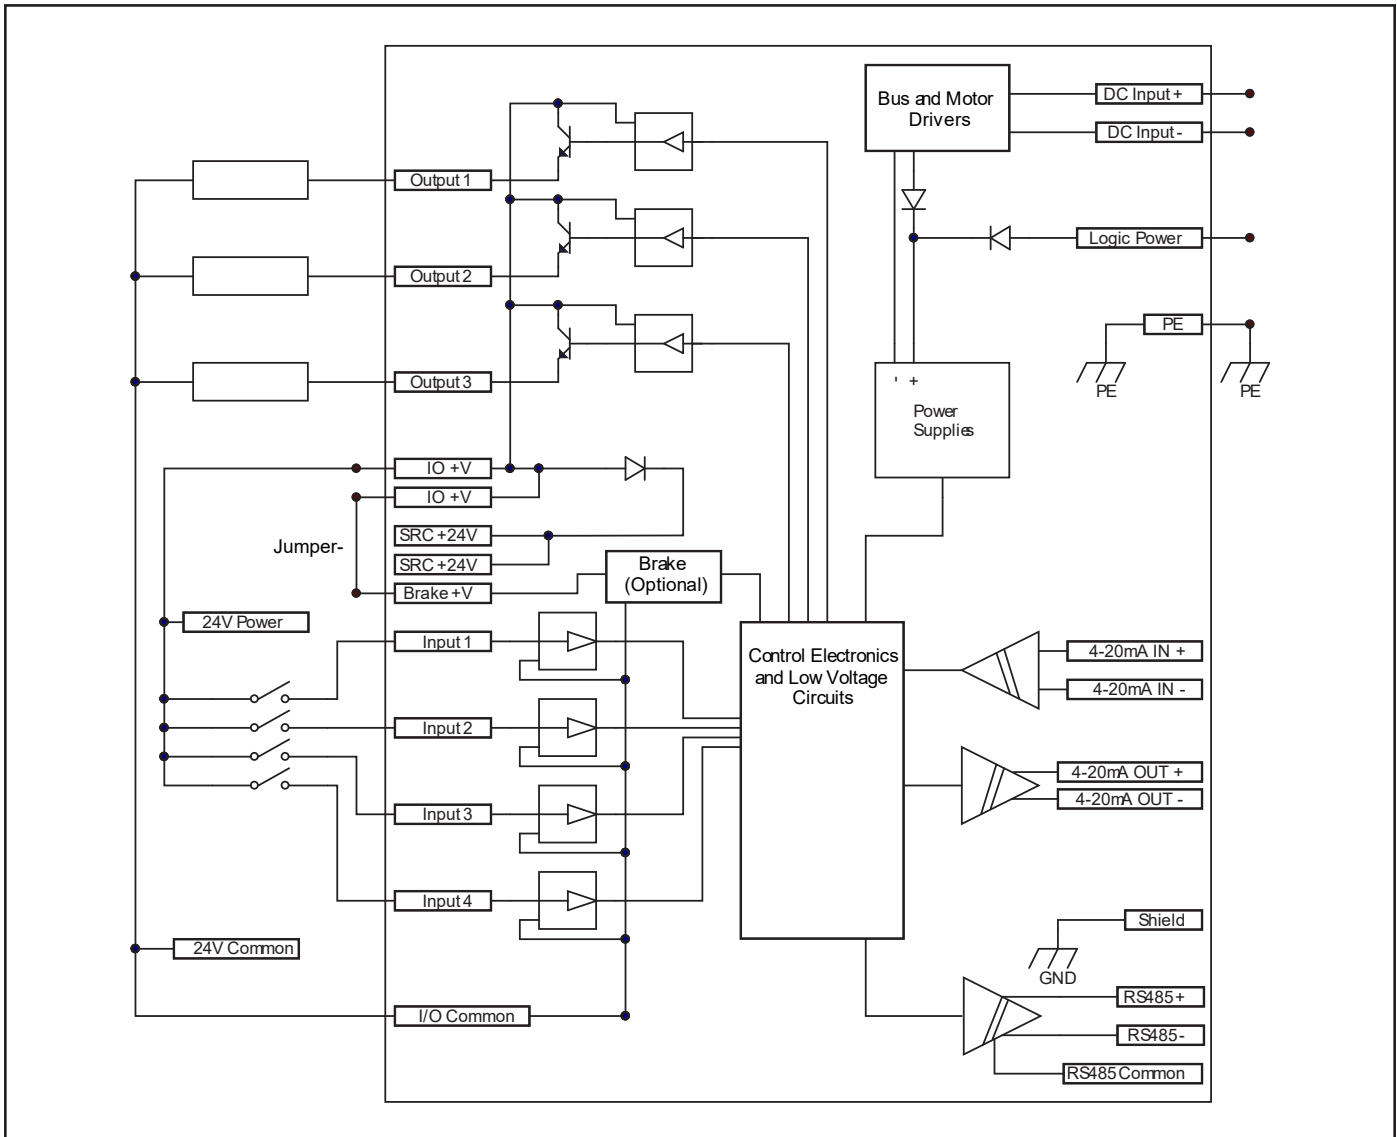 Bus and Motor
Drivers
DC Input +
DC Input -
Output 1
Logic Power
Output 2
PE
PE
PE
Output 3
- +
Power
Supplies
IO +V
IO +V
SRC +24V
Jumper-
SRC +24V
Brake +V
Brake
(Optional)
24V Power
Input 1
Control Electronics
and Low Voltage
Circuits
4-20mA IN +
4-20mA IN -
Input 2
4-20mA OUT +
4-20mA OUT -
Input 3
Input 4
Shield
24V Common
GND
RS485 +
I/O Common
RS485 -
RS485 Common